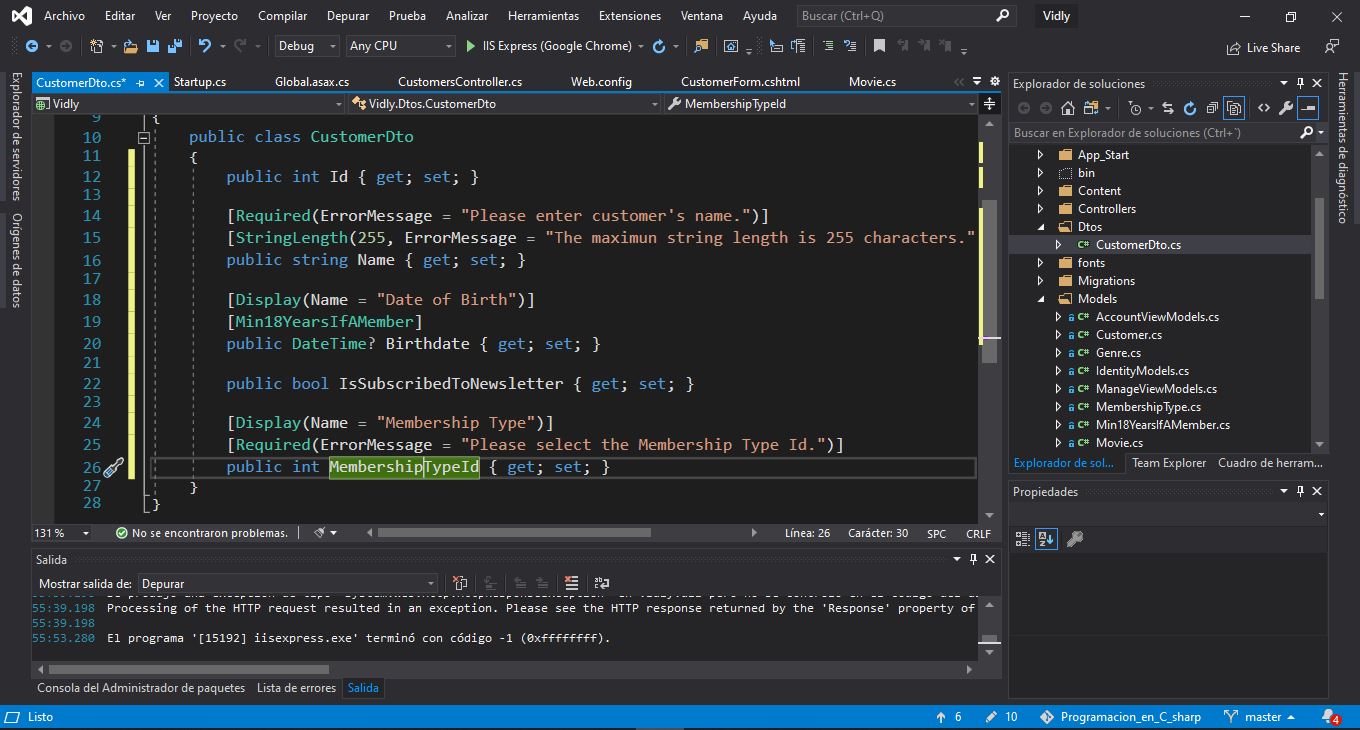 Archivo Editar Ver Proyecto Compilar Depurar Prueba Analizar Herramientas Extensiones Ventana Ayuda Buscar (Ctrl+Q) Vidly
Debug Any CPU IIS Express (Google Chrome) Live Share
Explorador de servidores
Orígenes de datos
CustomerDto.cs* Startup.cs Global.asax.cs CustomersController.cs Web.config CustomerForm.cshtml Movie.cs
Vidly Vidly.Dtos.CustomerDto MembershipTypeId
9 {
10 public class CustomerDto
11 {
12 public int Id { get; set; }
13
14 [Required(ErrorMessage = "Please enter customer's name.")]
15 [StringLength(255, ErrorMessage = "The maximun string length is 255 characters."
16 public string Name { get; set; }
17
18 [Display(Name = "Date of Birth")]
19 [Min18YearsIfAMember]
20 public DateTime? Birthdate { get; set; }
21
22 public bool IsSubscribedToNewsletter { get; set; }
23
24 [Display(Name = "Membership Type")]
25 [Required(ErrorMessage = "Please select the Membership Type Id.")]
26 public int MembershipTypeId { get; set; }
27 }
28 }
131 % No se encontraron problemas. Línea: 26 Carácter: 30 SPC CRLF
Salida
Mostrar salida de: Depurar
55:39.198 Processing of the HTTP request resulted in an exception. Please see the HTTP response returned by the 'Response' property of
55:39.198
55:53.280 El programa '[15192] iisexpress.exe' terminó con código -1 (0xffffffff).
Consola del Administrador de paquetes Lista de errores Salida
Explorador de soluciones
Buscar en Explorador de soluciones (Ctrl+´)
App_Start
bin
Content
Controllers
Dtos
C# CustomerDto.cs
fonts
Migrations
Models
C# AccountViewModels.cs
C# Customer.cs
C# Genre.cs
C# IdentityModels.cs
C# ManageViewModels.cs
C# MembershipType.cs
C# Min18YearsIfAMember.cs
C# Movie.cs
Explorador de sol... Team Explorer Cuadro de herram...
Propiedades
Herramientas de diagnóstico
Listo 6 10 Programacion_en_C_sharp master 4